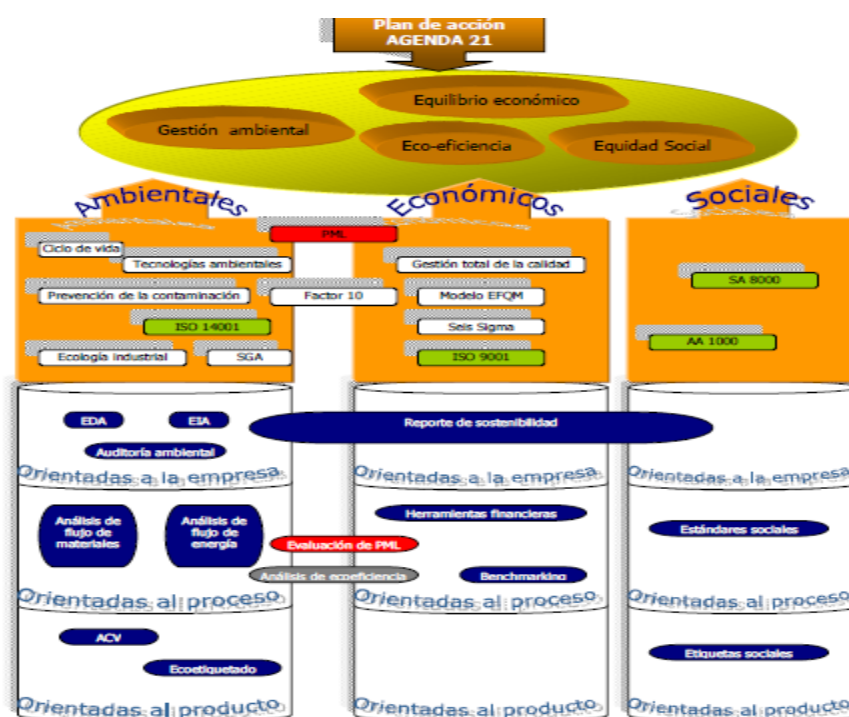 Plan de acción
AGENDA 21
Equilibrio económico
Gestión ambiental
Eco-eficiencia
Equidad Social
Ambientales
Económicos
Sociales
PML
Ciclo de vida
Tecnologías ambientales
Gestión total de la calidad
SA 8000
Prevención de la contaminación
Factor 10
Modelo EFQM
ISO 14001
Seis Sigma
AA 1000
Ecología industrial
SGA
ISO 9001
EDA
EIA
Reporte de sostenibilidad
Auditoría ambiental
Orientadas a la empresa
Orientadas a la empresa
Orientadas a la empresa
Herramientas financieras
Análisis de
flujo de
materiales
Análisis de
flujo de
energía
Estándares sociales
Evaluación de PML
Análisis de ecoeficiencia
Benchmarking
Orientadas al proceso
Orientadas al proceso
Orientadas al proceso
ACV
Etiquetas sociales
Ecoetiquetado
Orientadas al producto
Orientadas al producto
Orientadas al producto